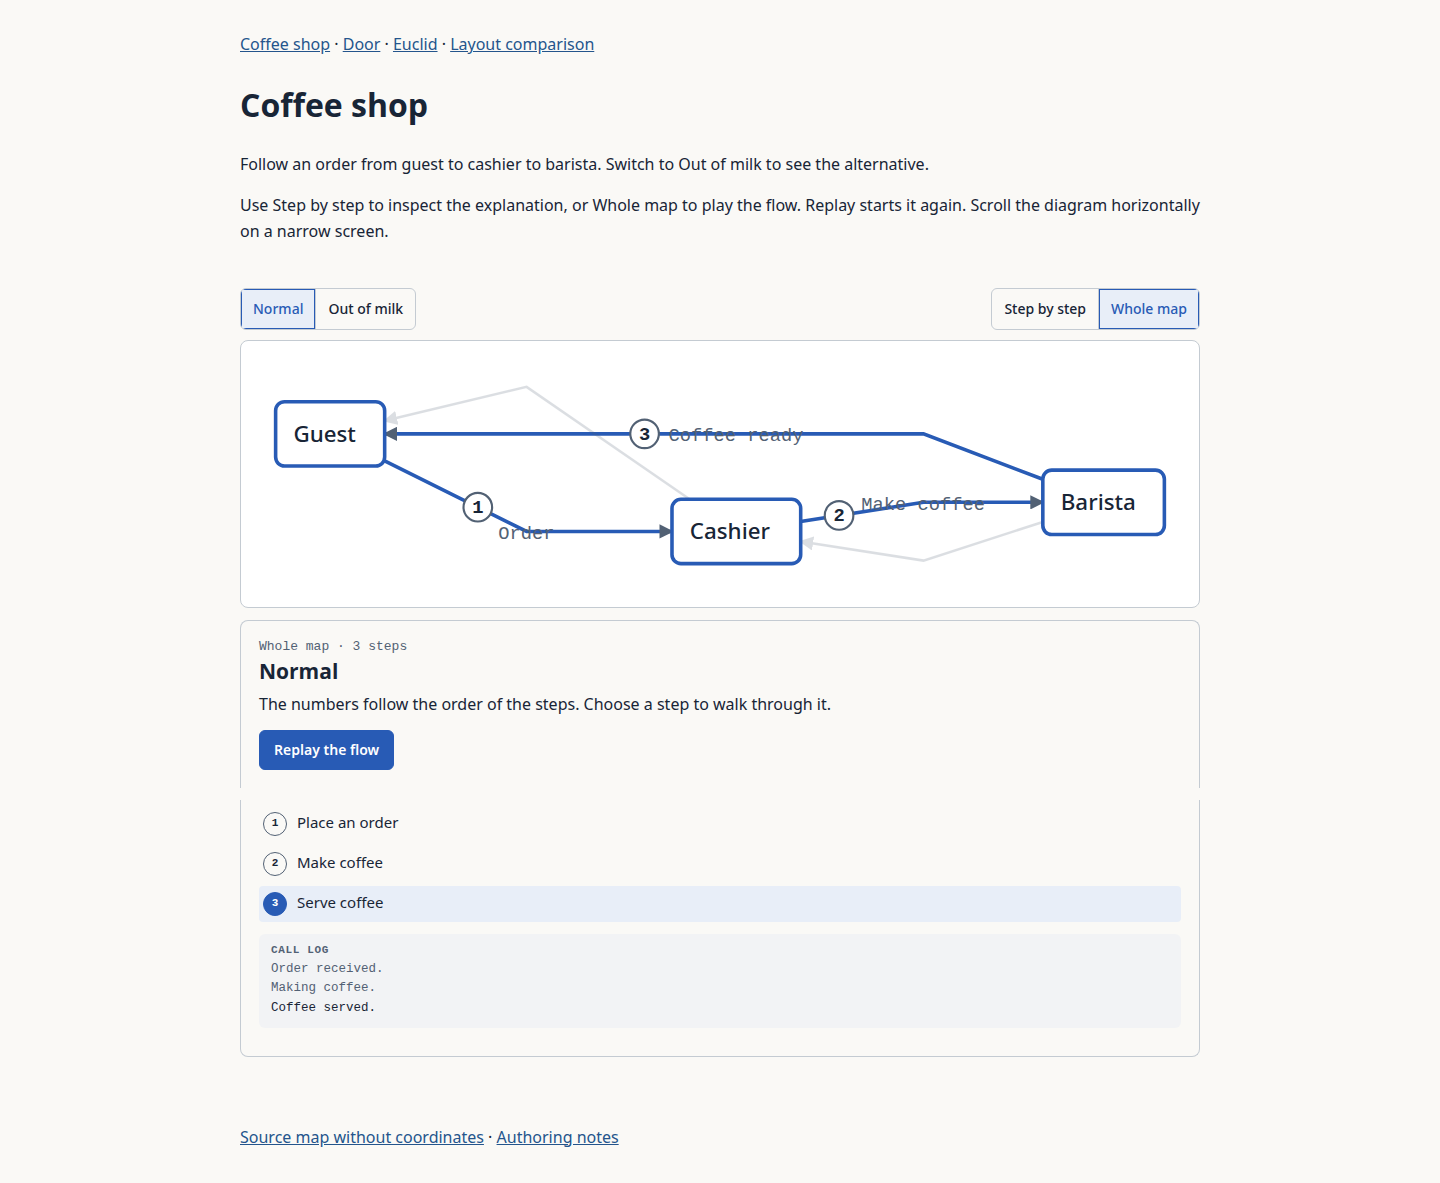 Coffee shop · Door · Euclid · Layout comparison
Coffee shop
Follow an order from guest to cashier to barista. Switch to Out of milk to see the alternative.
Use Step by step to inspect the explanation, or Whole map to play the flow. Replay starts it again. Scroll the diagram horizontally
on a narrow screen.
Normal Out of milk Step by step Whole map
Guest
3 Coffee ready
1
Order
Cashier
2
Make coffee
Barista
Whole map · 3 steps
Normal
The numbers follow the order of the steps. Choose a step to walk through it.
Replay the flow
1 Place an order
2 Make coffee
3 Serve coffee
CALL LOG
Order received.
Making coffee.
Coffee served.
Source map without coordinates · Authoring notes